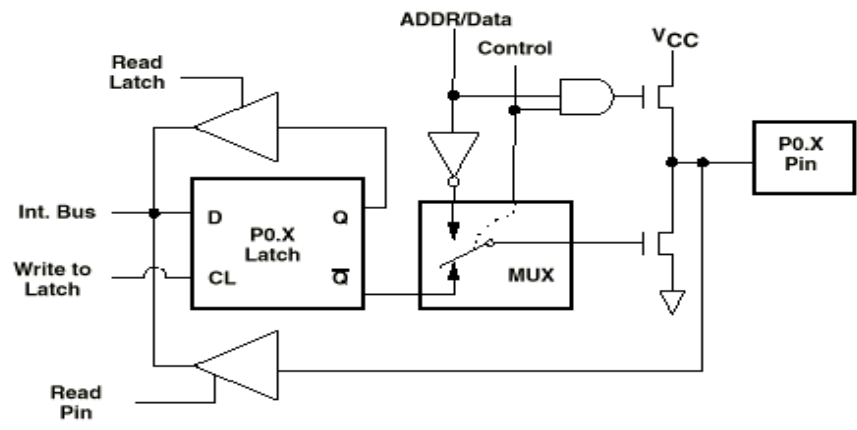 ADDR/Data
Control
VCC
Read
Latch
P0.X
Pin
Int. Bus
D
Q
P0.X
Latch
Write to
Latch
CL
Q̅
MUX
Read
Pin